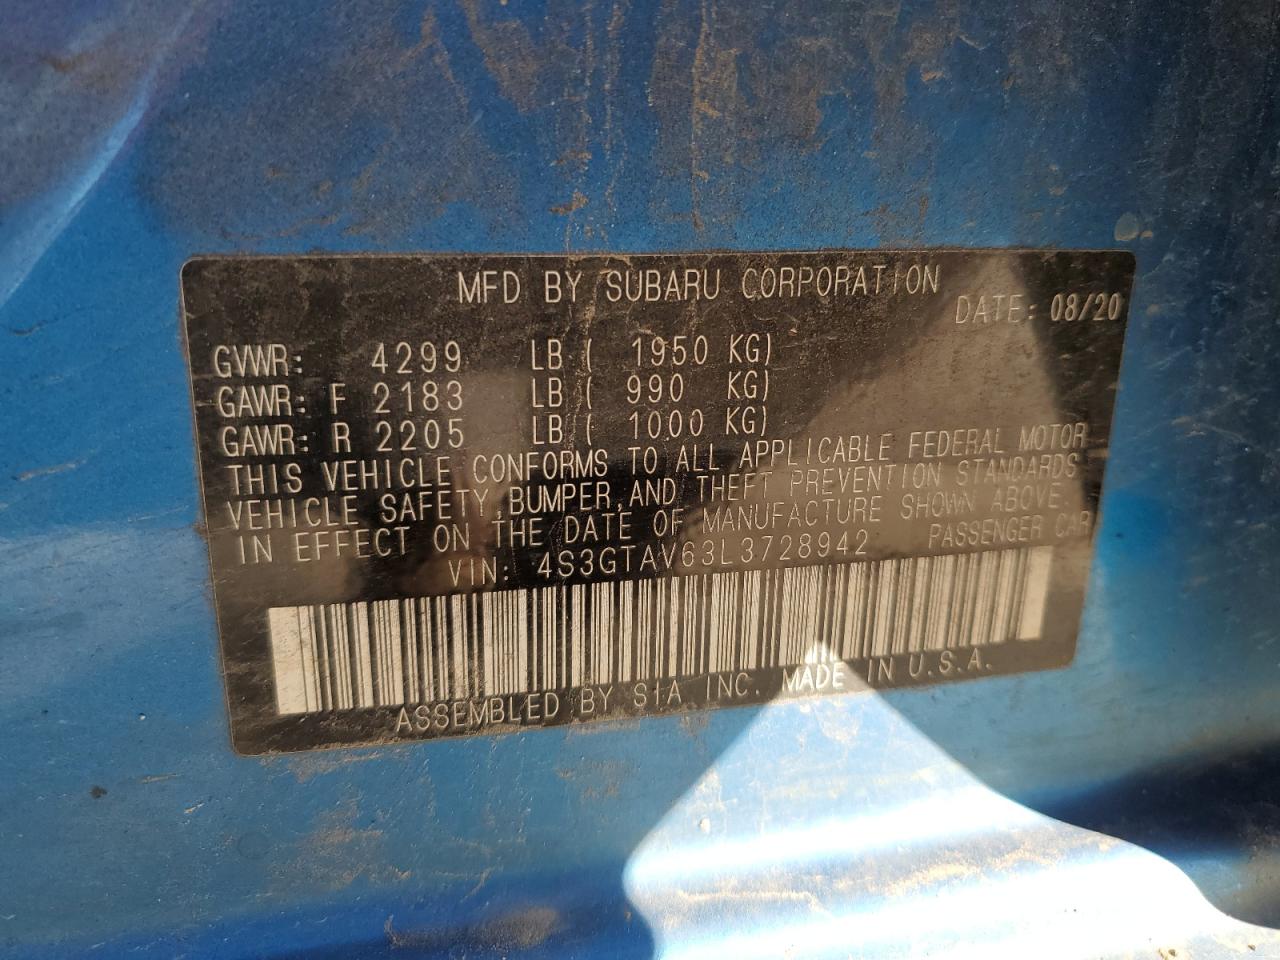 MFD BY SUBARU CORPORATION
DATE: 08/20
GVWR: 4299 LB ( 1950 KG)
GAWR: F 2183 LB ( 990 KG)
GAWR: R 2205 LB ( 1000 KG)
THIS VEHICLE CONFORMS TO ALL APPLICABLE FEDERAL MOTOR
VEHICLE SAFETY, BUMPER, AND THEFT PREVENTION STANDARDS
IN EFFECT ON THE DATE OF MANUFACTURE SHOWN ABOVE.
VIN: 4S3GTAV63L3728942 PASSENGER CAR
ASSEMBLED BY SIA, INC. MADE IN U.S.A.